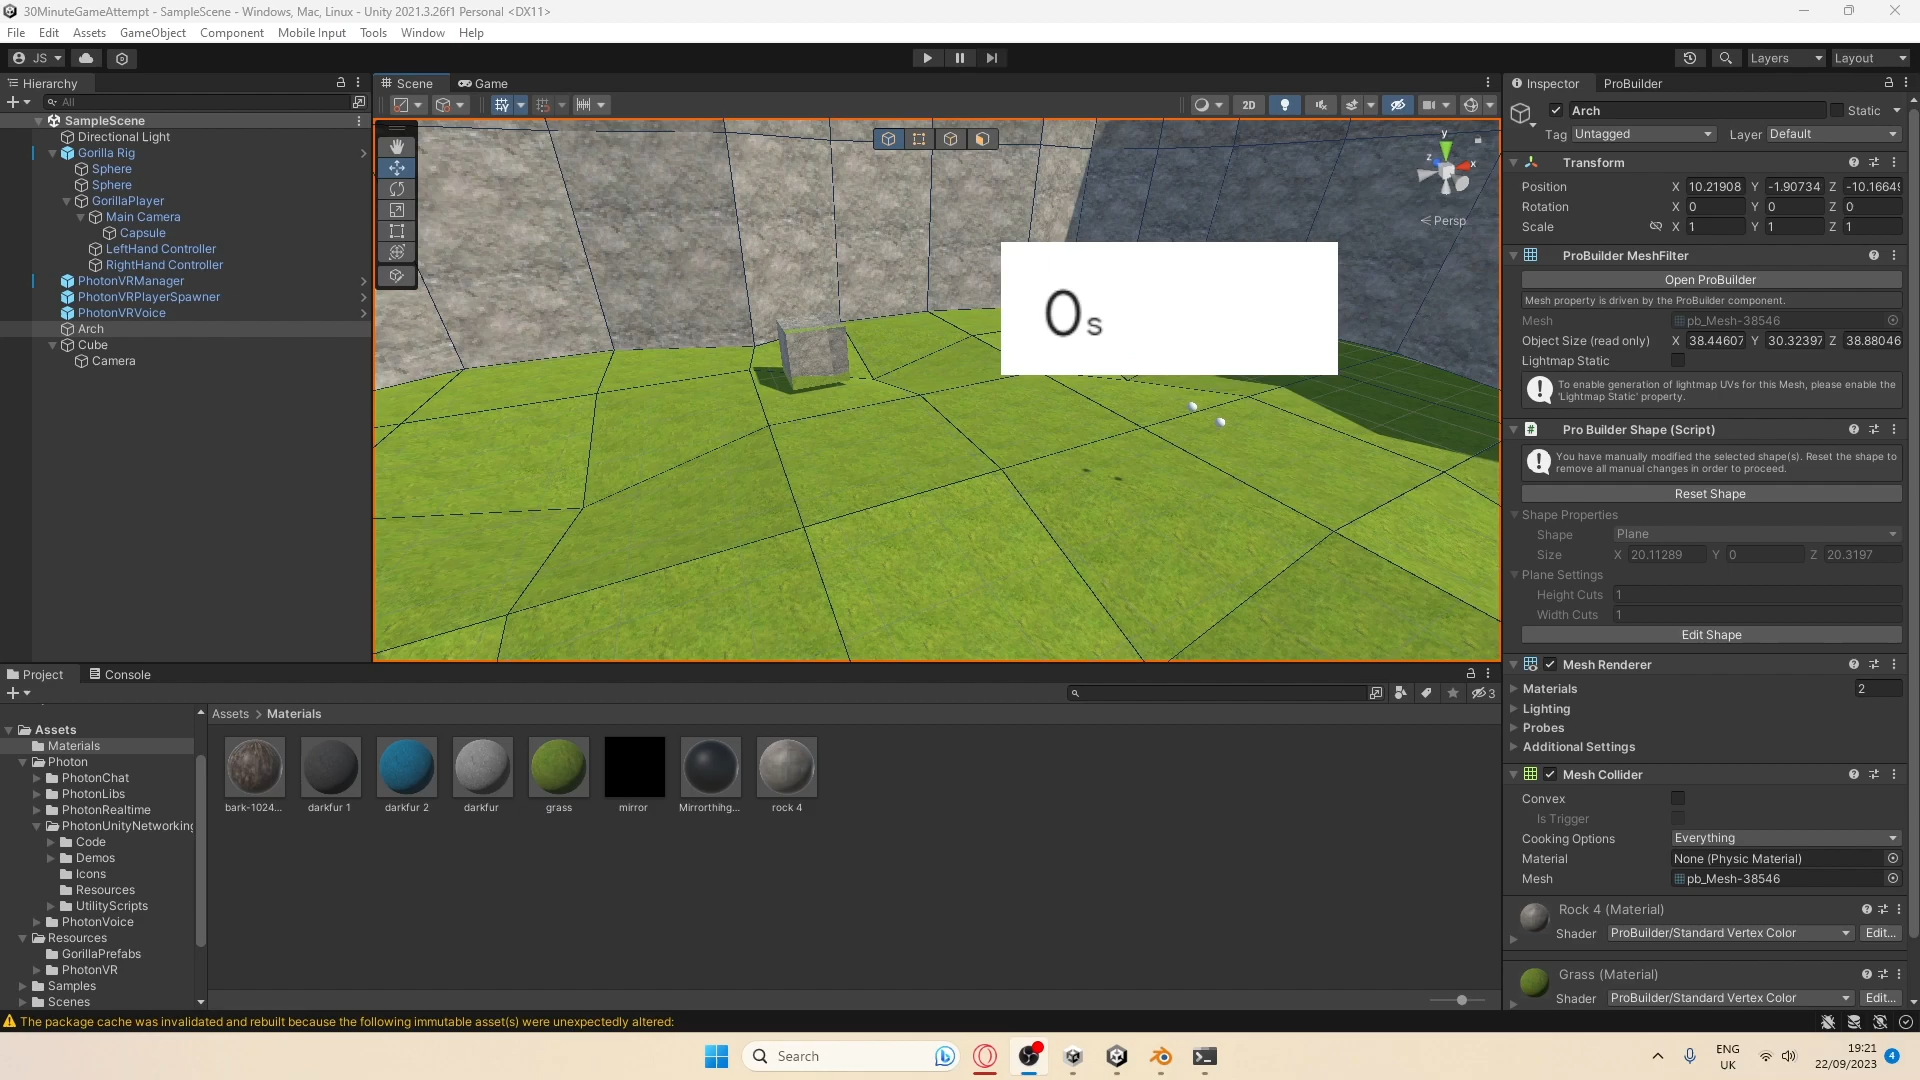 30MinuteGameAttempt - SampleScene - Windows, Mac, Linux - Unity 2021.3.26f1 Personal <DX11>
File Edit Assets GameObject Component Mobile Input Tools Window Help
JS Layers Layout
Hierarchy
All
SampleScene
Directional Light
Gorilla Rig
Sphere
Sphere
GorillaPlayer
Main Camera
Capsule
LeftHand Controller
RightHand Controller
PhotonVRManager
PhotonVRPlayerSpawner
PhotonVRVoice
Arch
Cube
Camera
Scene Game
2D
y
z x
Persp
0s
Inspector ProBuilder
Arch Static
Tag Untagged Layer Default
Transform
Position X 10.21908 Y -1.90734 Z -10.16649
Rotation X 0 Y 0 Z 0
Scale X 1 Y 1 Z 1
ProBuilder MeshFilter
Open ProBuilder
Mesh property is driven by the ProBuilder component.
Mesh pb_Mesh-38546
Object Size (read only) X 38.44607 Y 30.32397 Z 38.88046
Lightmap Static
To enable generation of lightmap UVs for this Mesh, please enable the
'Lightmap Static' property.
Pro Builder Shape (Script)
You have manually modified the selected shape(s). Reset the shape to
remove all manual changes in order to proceed.
Reset Shape
Shape Properties
Shape Plane
Size X 20.11289 Y 0 Z 20.3197
Plane Settings
Height Cuts 1
Width Cuts 1
Edit Shape
Mesh Renderer
Materials 2
Lighting
Probes
Additional Settings
Mesh Collider
Convex
Is Trigger
Cooking Options Everything
Material None (Physic Material)
Mesh pb_Mesh-38546
Rock 4 (Material)
Shader ProBuilder/Standard Vertex Color Edit...
Grass (Material)
Shader ProBuilder/Standard Vertex Color Edit...
Project Console
3
Assets
Materials
Photon
PhotonChat
PhotonLibs
PhotonRealtime
PhotonUnityNetworking
Code
Demos
Icons
Resources
UtilityScripts
PhotonVoice
Resources
GorillaPrefabs
PhotonVR
Samples
Scenes
Assets > Materials
bark-1024... darkfur 1 darkfur 2 darkfur grass mirror Mirrorthihg... rock 4
The package cache was invalidated and rebuilt because the following immutable asset(s) were unexpectedly altered:
Search
ENG
UK
19:21
22/09/2023
4